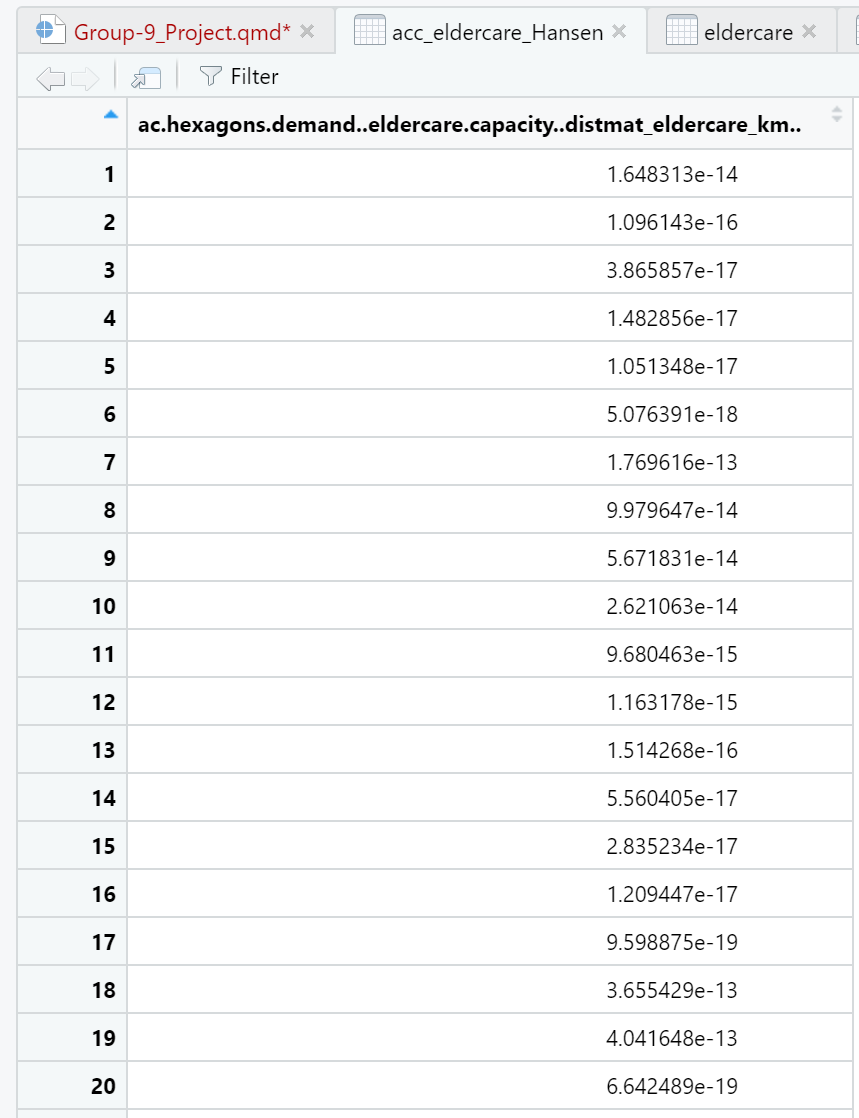 Group-9_Project.qmd* acc_eldercare_Hansen eldercare
Filter
ac.hexagons.demand..eldercare.capacity..distmat_eldercare_km..
1 1.648313e-14
2 1.096143e-16
3 3.865857e-17
4 1.482856e-17
5 1.051348e-17
6 5.076391e-18
7 1.769616e-13
8 9.979647e-14
9 5.671831e-14
10 2.621063e-14
11 9.680463e-15
12 1.163178e-15
13 1.514268e-16
14 5.560405e-17
15 2.835234e-17
16 1.209447e-17
17 9.598875e-19
18 3.655429e-13
19 4.041648e-13
20 6.642489e-19